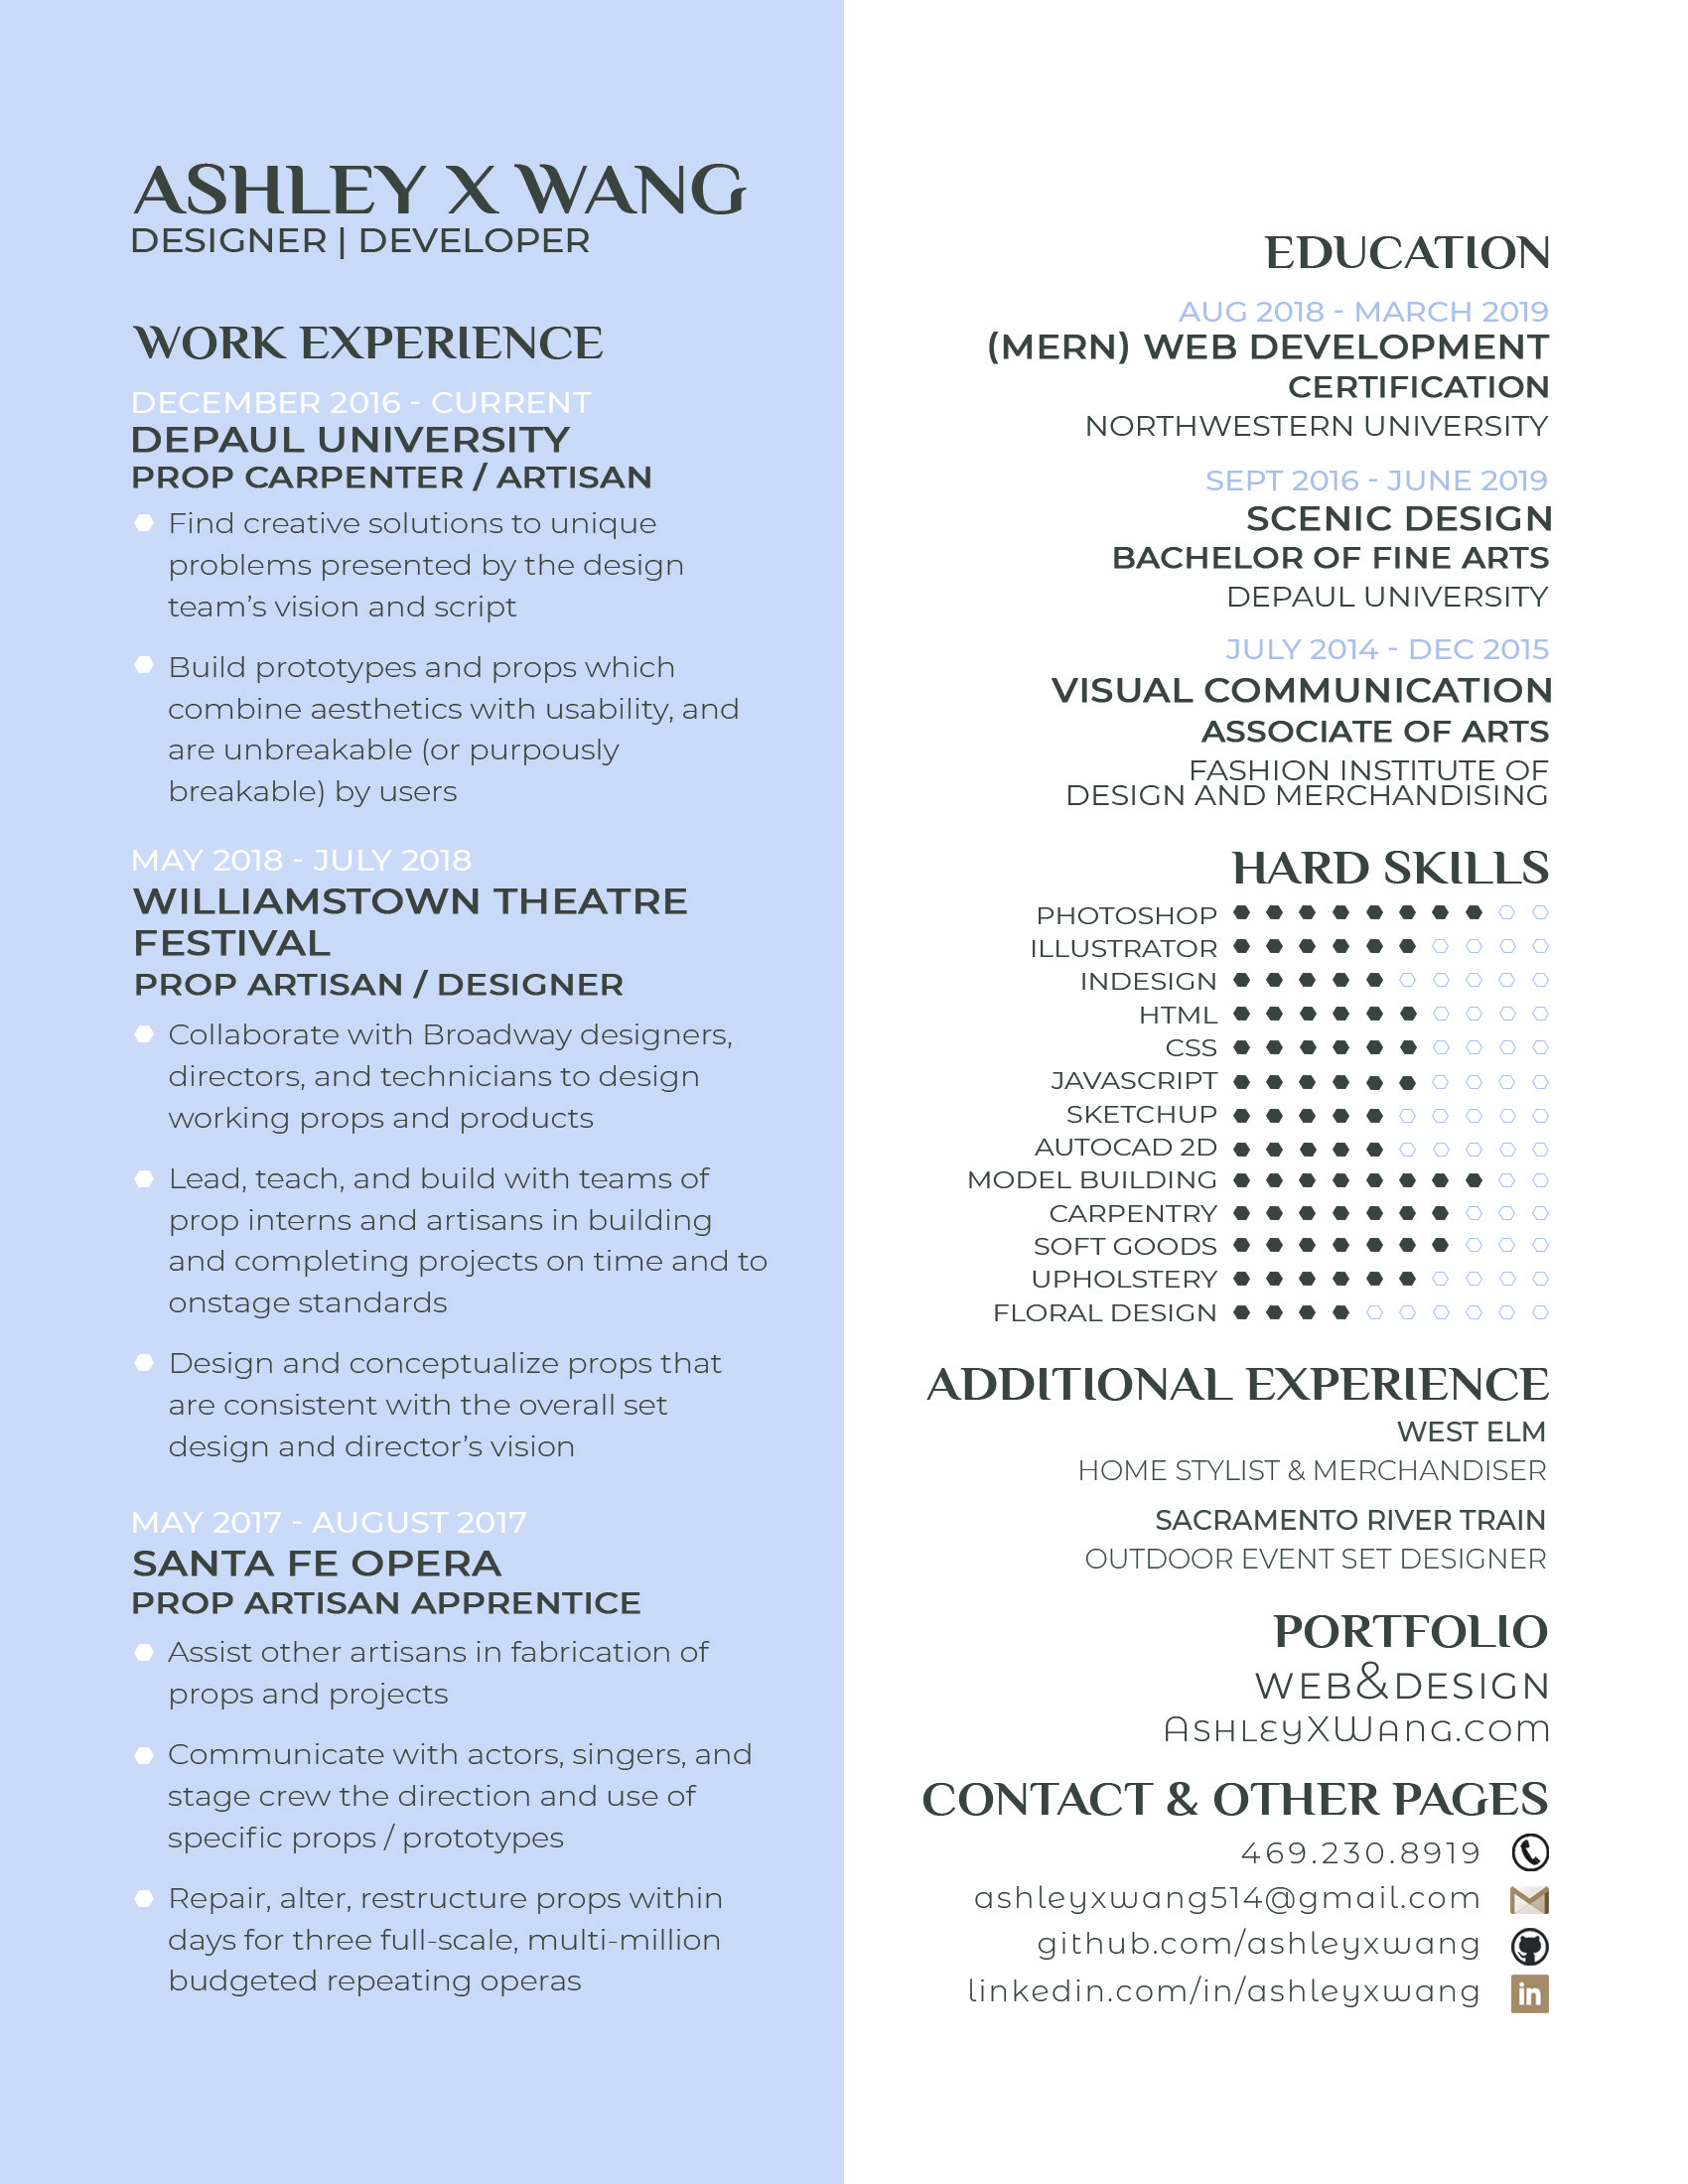 ASHLEY X WANG
DESIGNER | DEVELOPER
WORK EXPERIENCE
DECEMBER 2016 - CURRENT
DEPAUL UNIVERSITY
PROP CARPENTER / ARTISAN
Find creative solutions to unique
problems presented by the design
team's vision and script
Build prototypes and props which
combine aesthetics with usability, and
are unbreakable (or purpously
breakable) by users
MAY 2018 - JULY 2018
WILLIAMSTOWN THEATRE
FESTIVAL
PROP ARTISAN / DESIGNER
Collaborate with Broadway designers,
directors, and technicians to design
working props and products
Lead, teach, and build with teams of
prop interns and artisans in building
and completing projects on time and to
onstage standards
Design and conceptualize props that
are consistent with the overall set
design and director's vision
MAY 2017 - AUGUST 2017
SANTA FE OPERA
PROP ARTISAN APPRENTICE
Assist other artisans in fabrication of
props and projects
Communicate with actors, singers, and
stage crew the direction and use of
specific props / prototypes
Repair, alter, restructure props within
days for three full-scale, multi-million
budgeted repeating operas
EDUCATION
AUG 2018 - MARCH 2019
(MERN) WEB DEVELOPMENT
CERTIFICATION
NORTHWESTERN UNIVERSITY
SEPT 2016 - JUNE 2019
SCENIC DESIGN
BACHELOR OF FINE ARTS
DEPAUL UNIVERSITY
JULY 2014 - DEC 2015
VISUAL COMMUNICATION
ASSOCIATE OF ARTS
FASHION INSTITUTE OF
DESIGN AND MERCHANDISING
HARD SKILLS
PHOTOSHOP
ILLUSTRATOR
INDESIGN
HTML
CSS
JAVASCRIPT
SKETCHUP
AUTOCAD 2D
MODEL BUILDING
CARPENTRY
SOFT GOODS
UPHOLSTERY
FLORAL DESIGN
ADDITIONAL EXPERIENCE
WEST ELM
HOME STYLIST & MERCHANDISER
SACRAMENTO RIVER TRAIN
OUTDOOR EVENT SET DESIGNER
PORTFOLIO
WEB&DESIGN
AshleyXWang.com
CONTACT & OTHER PAGES
469.230.8919
ashleyxwang514@gmail.com
github.com/ashleyxwang
linkedin.com/in/ashleyxwang
in